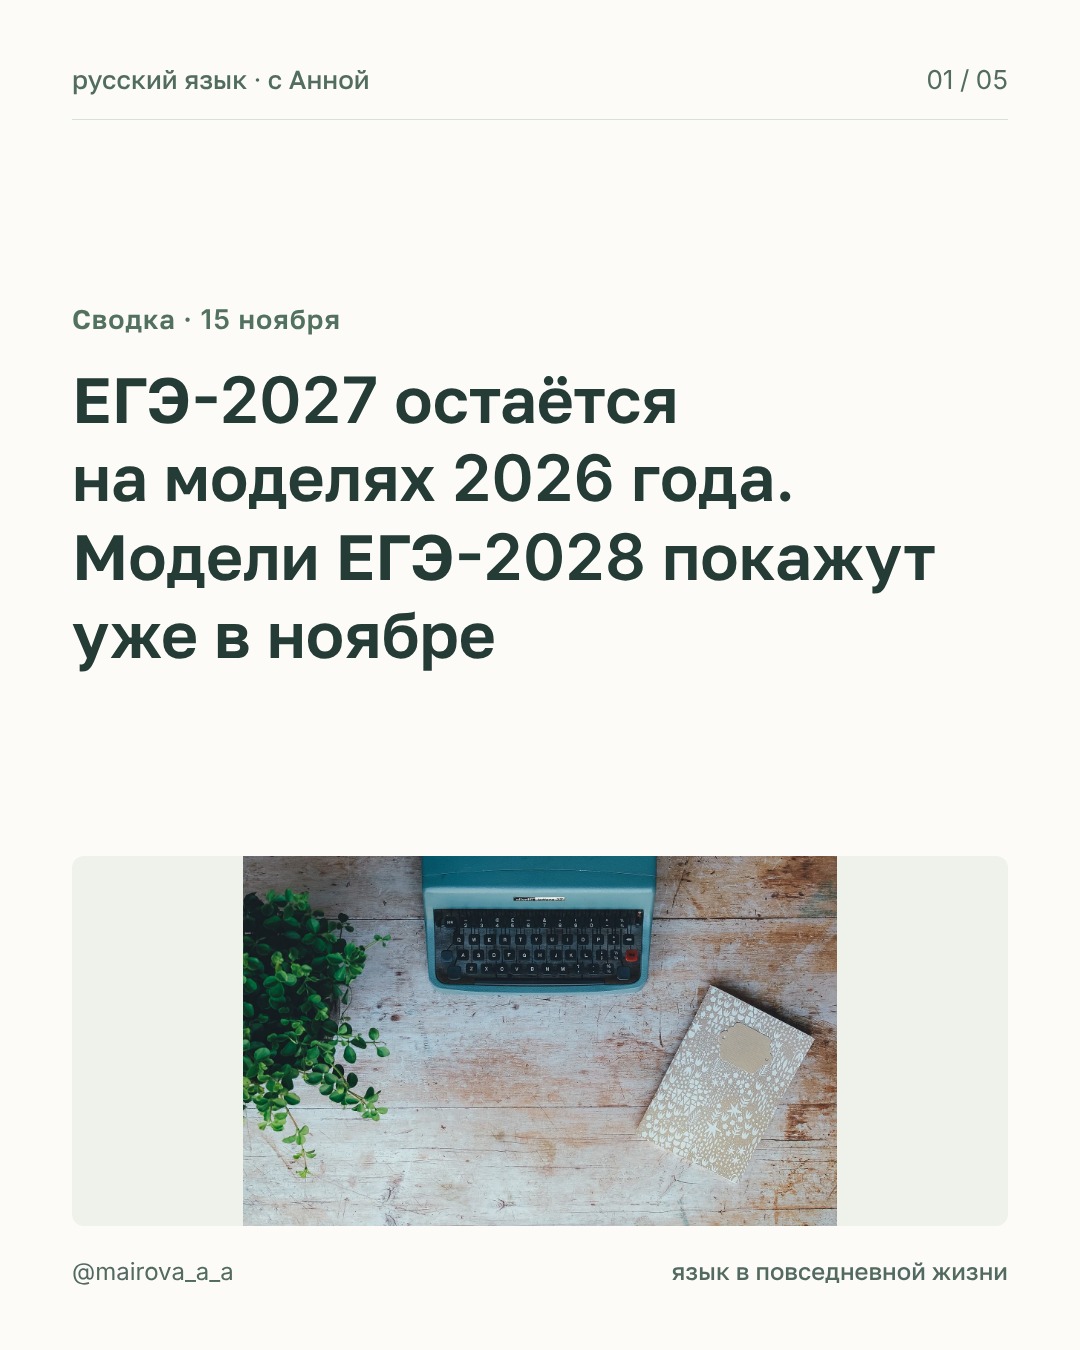 русский язык · с Анной
01 / 05
Сводка · 15 ноября
ЕГЭ-2027 остаётся
на моделях 2026 года.
Модели ЕГЭ-2028 покажут
уже в ноябре
@mairova_a_a
язык в повседневной жизни